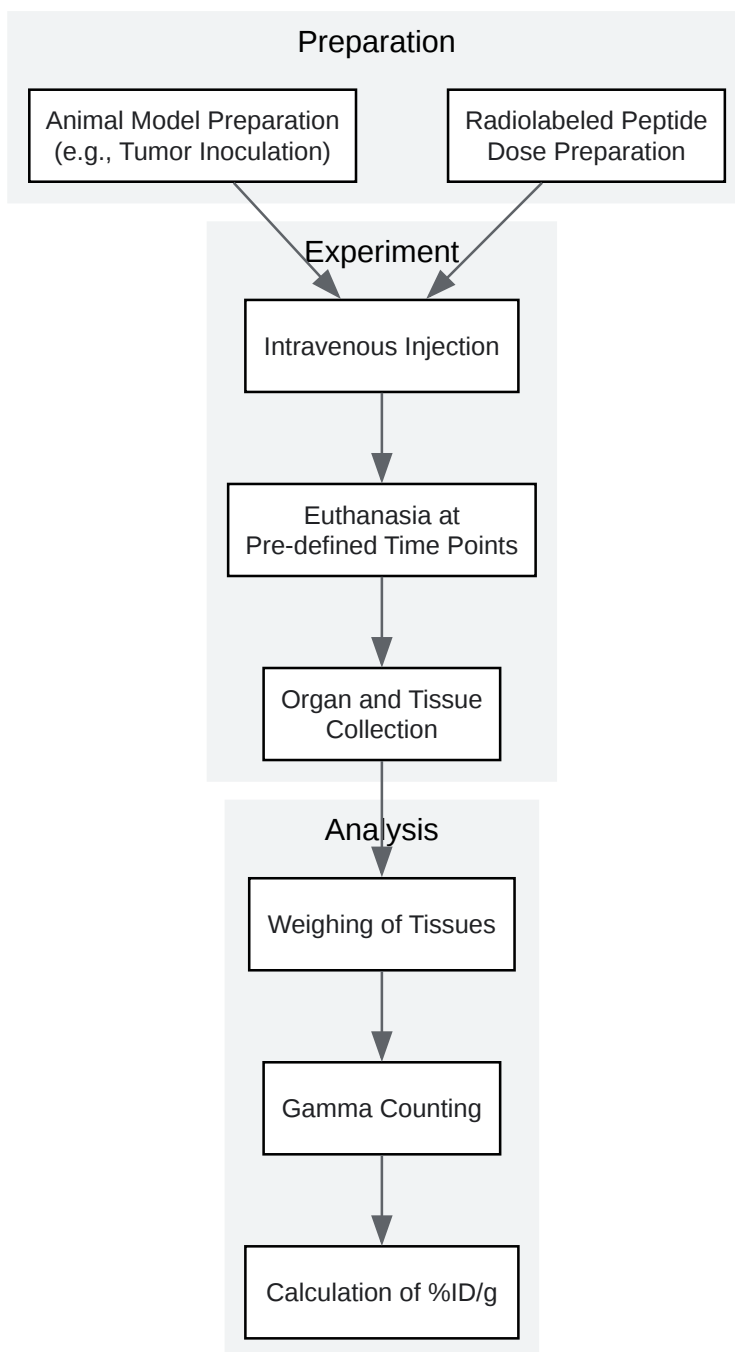 Preparation
Animal Model Preparation
(e.g., Tumor Inoculation)
Radiolabeled Peptide
Dose Preparation
Experiment
Intravenous Injection
Euthanasia at
Pre-defined Time Points
Organ and Tissue
Collection
Analysis
Weighing of Tissues
Gamma Counting
Calculation of %ID/g